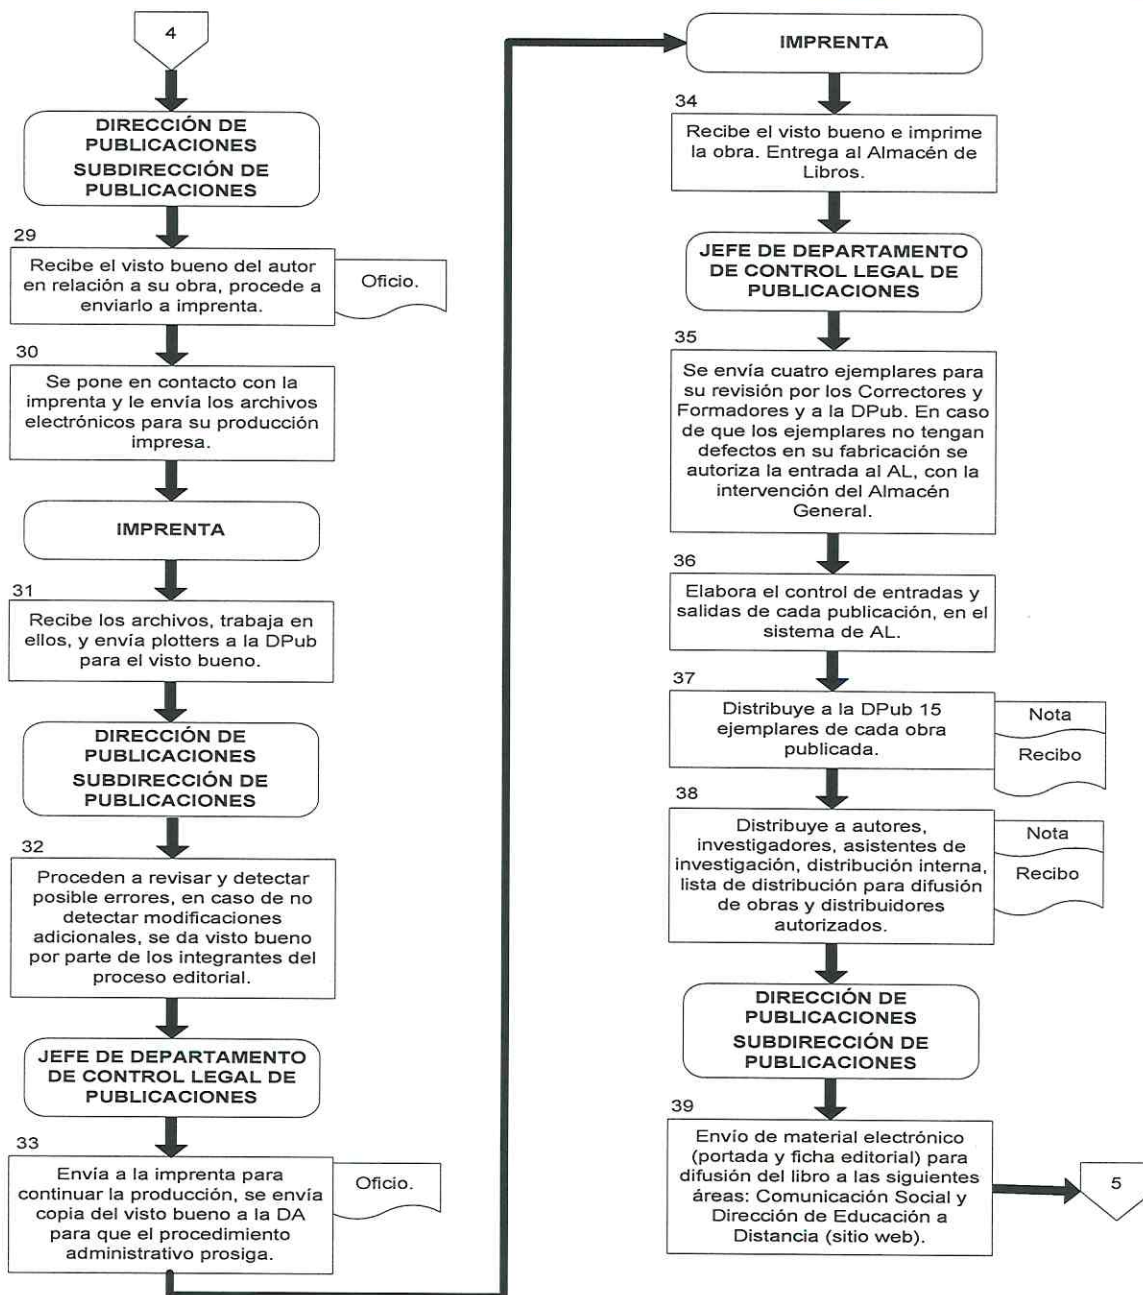 4
DIRECCIÓN DE
PUBLICACIONES
SUBDIRECCIÓN DE
PUBLICACIONES
29
Recibe el visto bueno del autor
en relación a su obra, procede a
enviarlo a imprenta.
Oficio.
30
Se pone en contacto con la
imprenta y le envía los archivos
electrónicos para su producción
impresa.
IMPRENTA
31
Recibe los archivos, trabaja en
ellos, y envía plotters a la DPub
para el visto bueno.
DIRECCIÓN DE
PUBLICACIONES
SUBDIRECCIÓN DE
PUBLICACIONES
32
Proceden a revisar y detectar
posible errores, en caso de no
detectar modificaciones
adicionales, se da visto bueno
por parte de los integrantes del
proceso editorial.
JEFE DE DEPARTAMENTO
DE CONTROL LEGAL DE
PUBLICACIONES
33
Envía a la imprenta para
continuar la producción, se envía
copia del visto bueno a la DA
para que el procedimiento
administrativo prosiga.
Oficio.
IMPRENTA
34
Recibe el visto bueno e imprime
la obra. Entrega al Almacén de
Libros.
JEFE DE DEPARTAMENTO
DE CONTROL LEGAL DE
PUBLICACIONES
35
Se envía cuatro ejemplares para
su revisión por los Correctores y
Formadores y a la DPub. En caso
de que los ejemplares no tengan
defectos en su fabricación se
autoriza la entrada al AL, con la
intervención del Almacén
General.
36
Elabora el control de entradas y
salidas de cada publicación, en el
sistema de AL.
37
Distribuye a la DPub 15
ejemplares de cada obra
publicada.
Nota
Recibo
38
Distribuye a autores,
investigadores, asistentes de
investigación, distribución interna,
lista de distribución para difusión
de obras y distribuidores
autorizados.
Nota
Recibo
DIRECCIÓN DE
PUBLICACIONES
SUBDIRECCIÓN DE
PUBLICACIONES
39
Envío de material electrónico
(portada y ficha editorial) para
difusión del libro a las siguientes
áreas: Comunicación Social y
Dirección de Educación a
Distancia (sitio web).
5